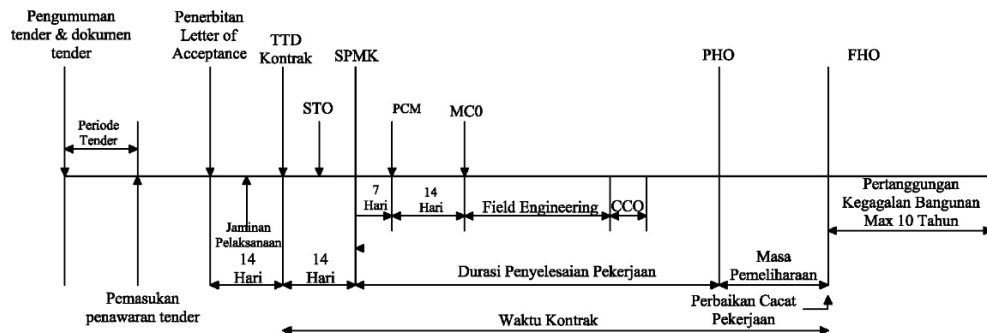 Pengumuman
tender & dokumen
tender
Penerbitan
Letter of
Acceptance
TTD
Kontrak
SPMK
PHO
FHO
STO
PCM
MC0
Periode
Tender
7
Hari
14
Hari
Field Engineering
CCO
Pertanggungan
Kegagalan Bangunan
Max 10 Tahun
Jaminan
Pelaksanaan
14
Hari
14
Hari
Durasi Penyelesaian Pekerjaan
Masa
Pemeliharaan
Pemasukan
penawaran tender
Perbaikan Cacat
Pekerjaan
Waktu Kontrak